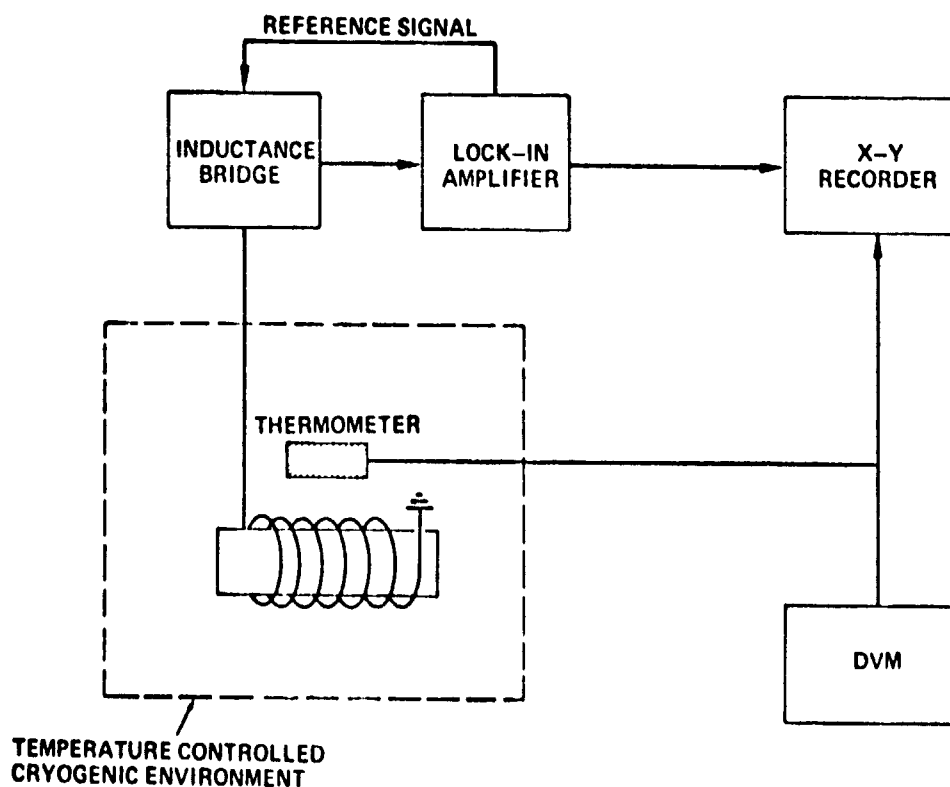 REFERENCE SIGNAL
INDUCTANCE
BRIDGE
LOCK-IN
AMPLIFIER
X-Y
RECORDER
THERMOMETER
DVM
TEMPERATURE CONTROLLED
CRYOGENIC ENVIRONMENT